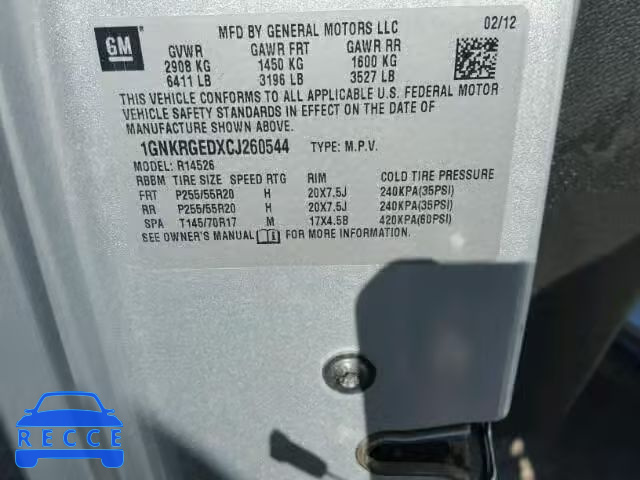 GM
MFD BY GENERAL MOTORS LLC
02/12
GVWR GAWR FRT GAWR RR
2908 KG 1450 KG 1600 KG
6411 LB 3196 LB 3527 LB
THIS VEHICLE CONFORMS TO ALL APPLICABLE U.S. FEDERAL MOTOR
VEHICLE SAFETY STANDARDS IN EFFECT ON THE DATE OF
MANUFACTURE SHOWN ABOVE.
1GNKRGEDXCJ260544 TYPE: M.P.V.
MODEL: R14526
RBBM TIRE SIZE SPEED RTG RIM COLD TIRE PRESSURE
FRT P255/55R20 H 20X7.5J 240KPA(35PSI)
RR P255/55R20 H 20X7.5J 240KPA(35PSI)
SPA T145/70R17 M 17X4.5B 420KPA(60PSI)
SEE OWNER'S MANUAL FOR MORE INFORMATION.
RECCE